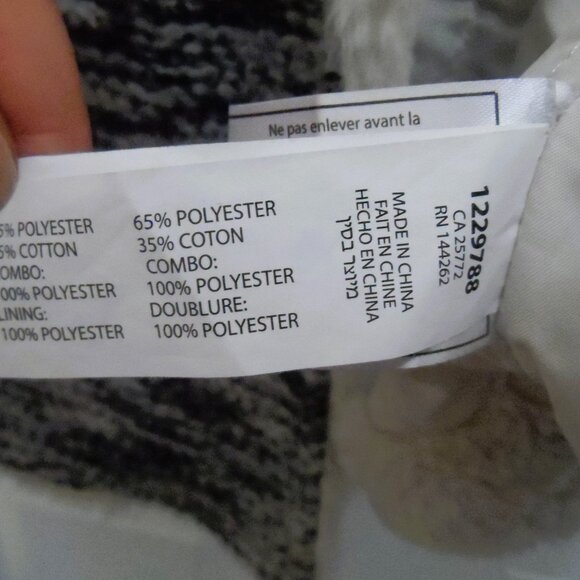 Ne pas enlever avant la
5% POLYESTER
5% COTTON
COMBO:
100% POLYESTER
LINING:
100% POLYESTER
65% POLYESTER
35% COTON
COMBO:
100% POLYESTER
DOUBLURE:
100% POLYESTER
MADE IN CHINA
FAIT EN CHINE
HECHO EN CHINA
מיוצר בסין
1229788
CA 25772
RN 144262